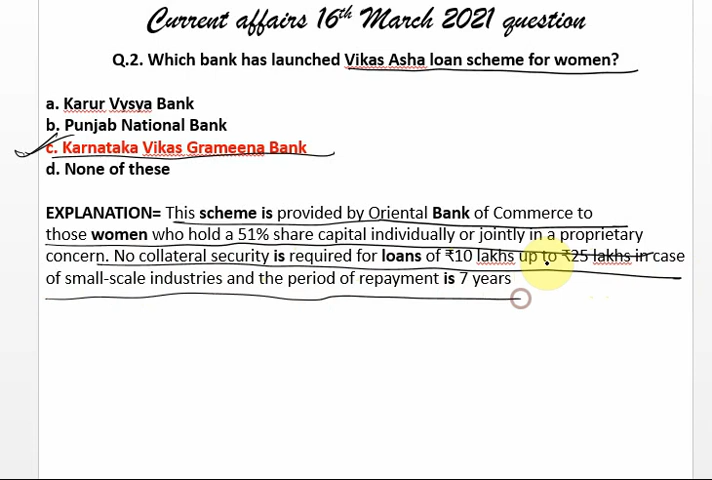 Current affairs 16th March 2021 question
Q.2. Which bank has launched Vikas Asha loan scheme for women?
a. Karur Vysya Bank
b. Punjab National Bank
c. Karnataka Vikas Grameena Bank
d. None of these
EXPLANATION= This scheme is provided by Oriental Bank of Commerce to
those women who hold a 51% share capital individually or jointly in a proprietary
concern. No collateral security is required for loans of ₹10 lakhs up to ₹25 lakhs in case
of small-scale industries and the period of repayment is 7 years